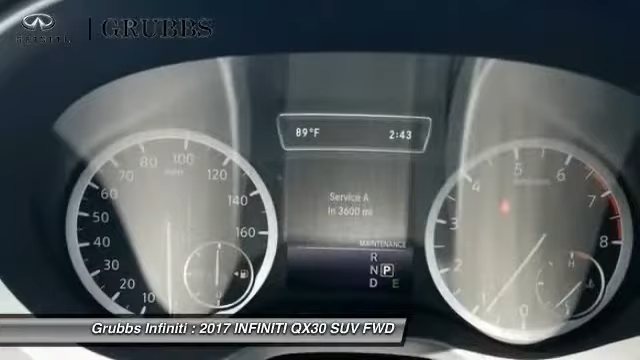 INFINITI | GRUBBS
89°F 2:43
Service A
In 3600 mi
MAINTENANCE
R
N P
D E
10
20
30
40
50
60
70
80
100
120
140
160
1
2
3
4
5
6
7
8
H
Grubbs Infiniti : 2017 INFINITI QX30 SUV FWD